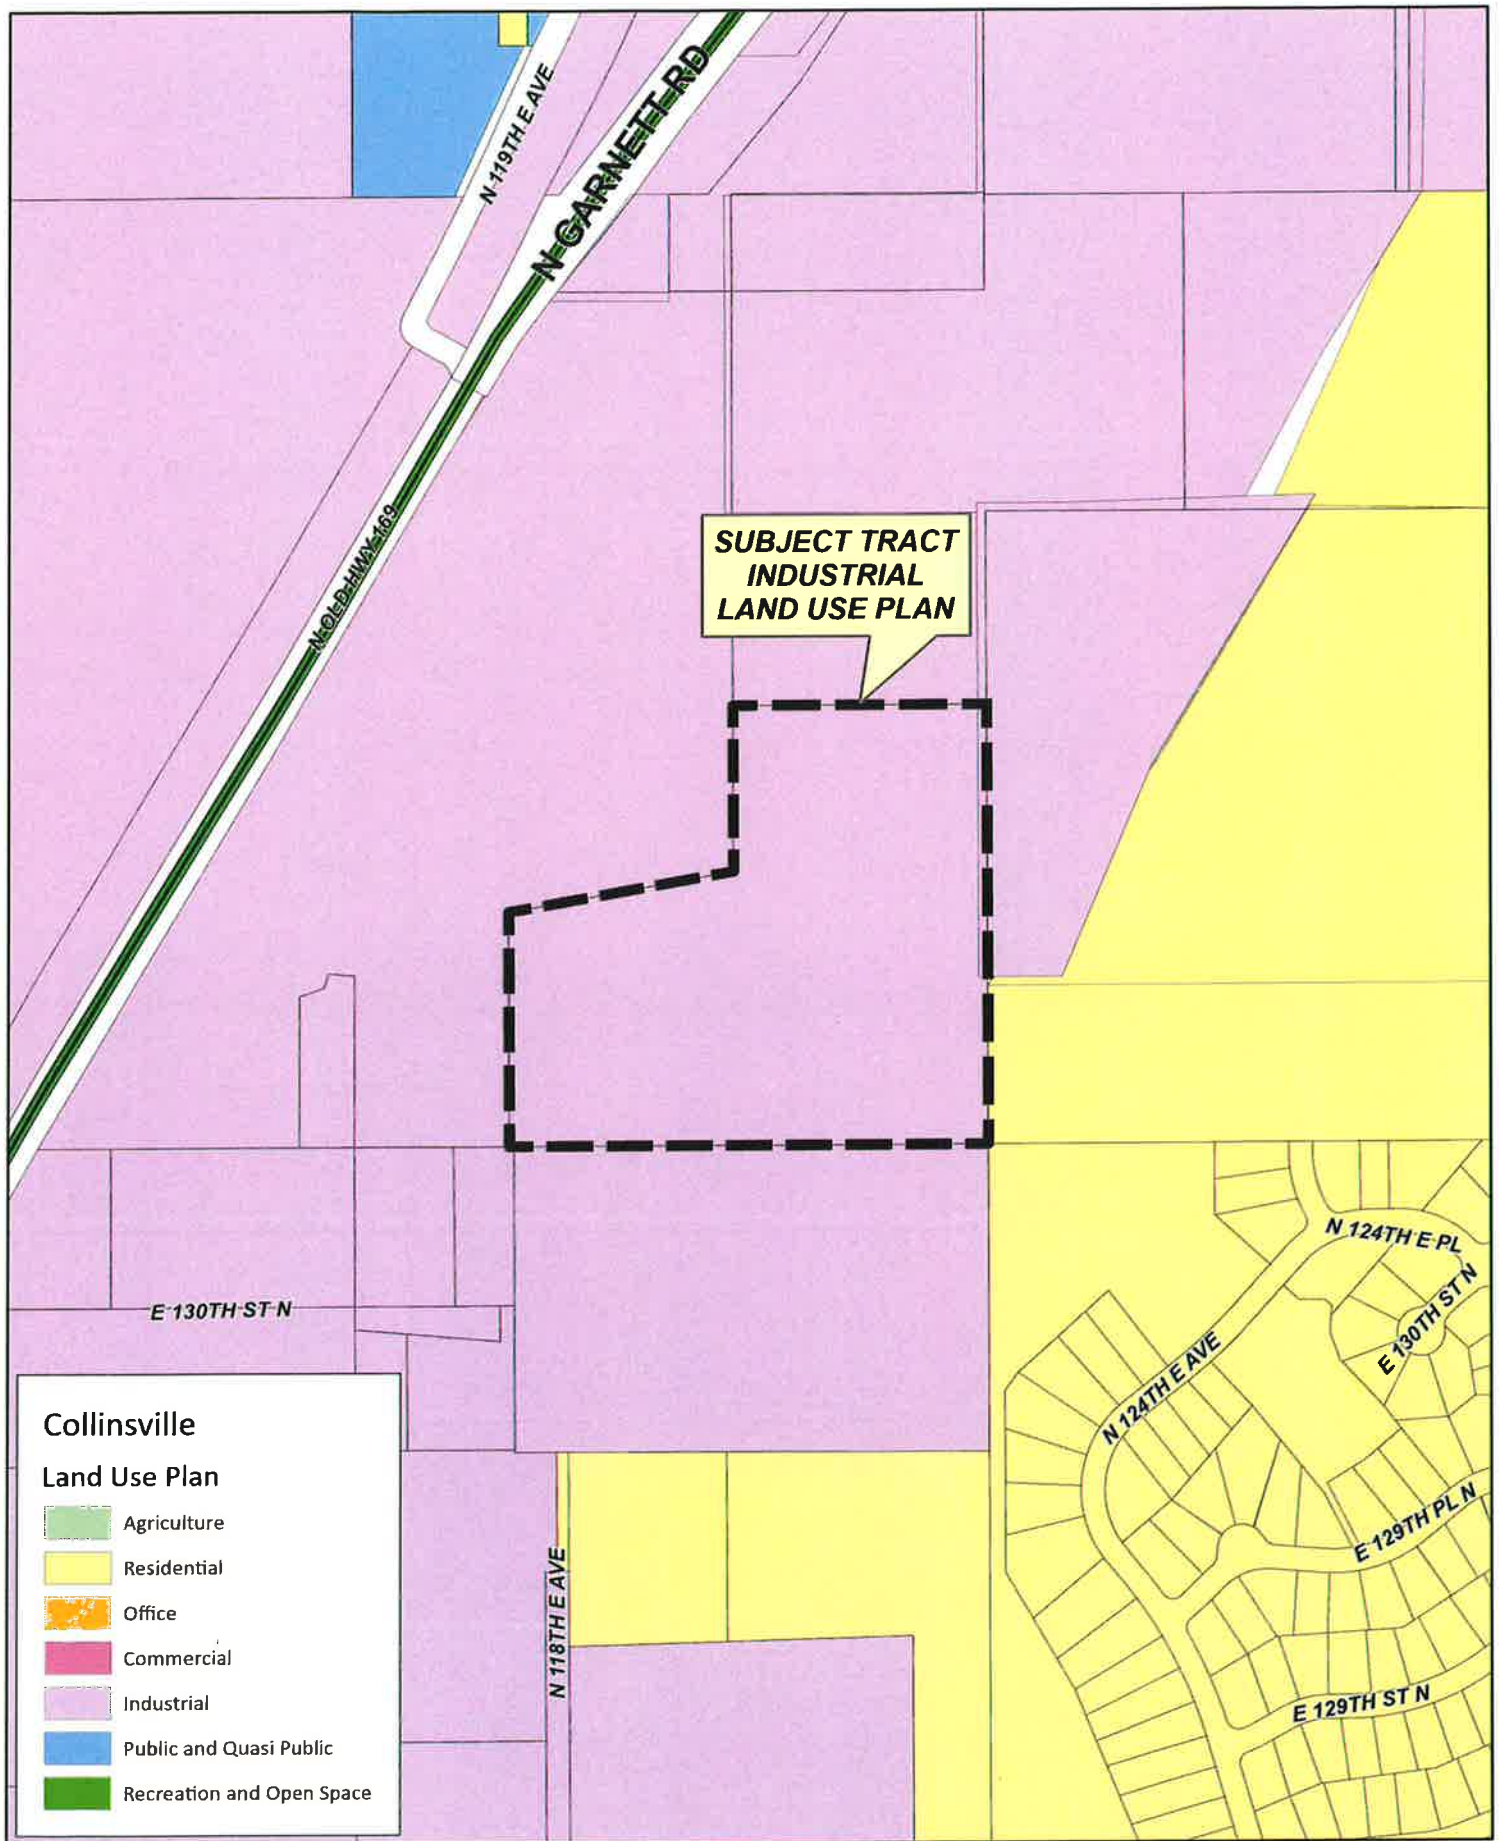 N 119TH E AVE
N GARNETT RD
N OLD HWY 169
SUBJECT TRACT
INDUSTRIAL
LAND USE PLAN
N 124TH E PL
E 130TH ST N
E 130TH ST N
N 124TH E AVE
E 129TH PL N
N 118TH E AVE
E 129TH ST N
Collinsville
Land Use Plan
Agriculture
Residential
Office
Commercial
Industrial
Public and Quasi Public
Recreation and Open Space